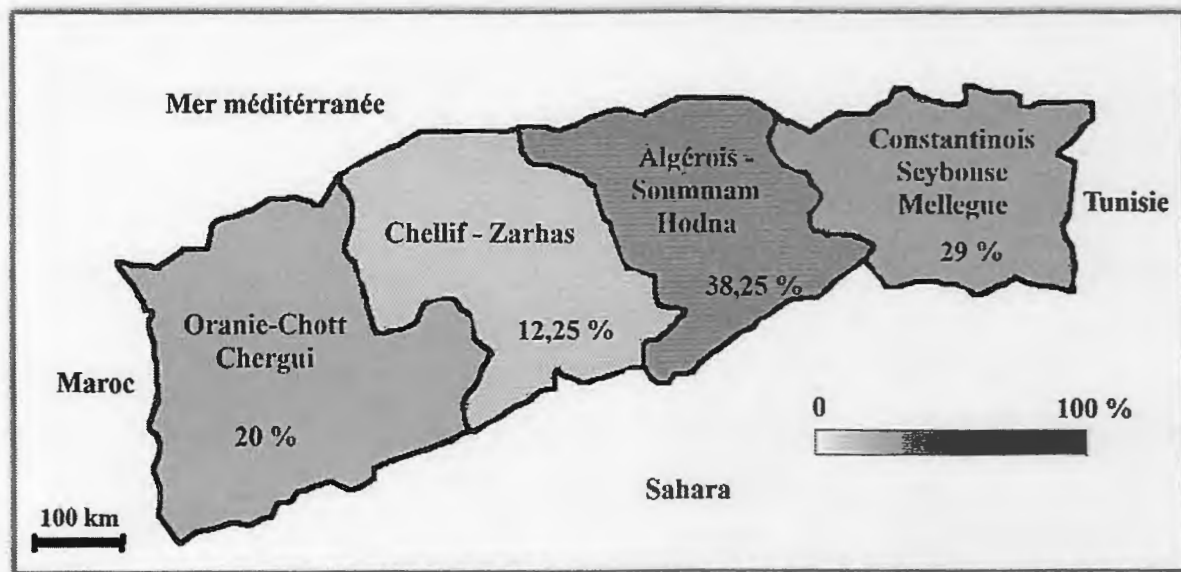 Mer méditérranée
Algérois -
Soummam
Hodna
38,25 %
Constantinois
Seybouse
Mellegue
29 %
Tunisie
Chellif - Zarhas
12,25 %
Oranie-Chott
Chergui
20 %
Maroc
0 100 %
Sahara
100 km